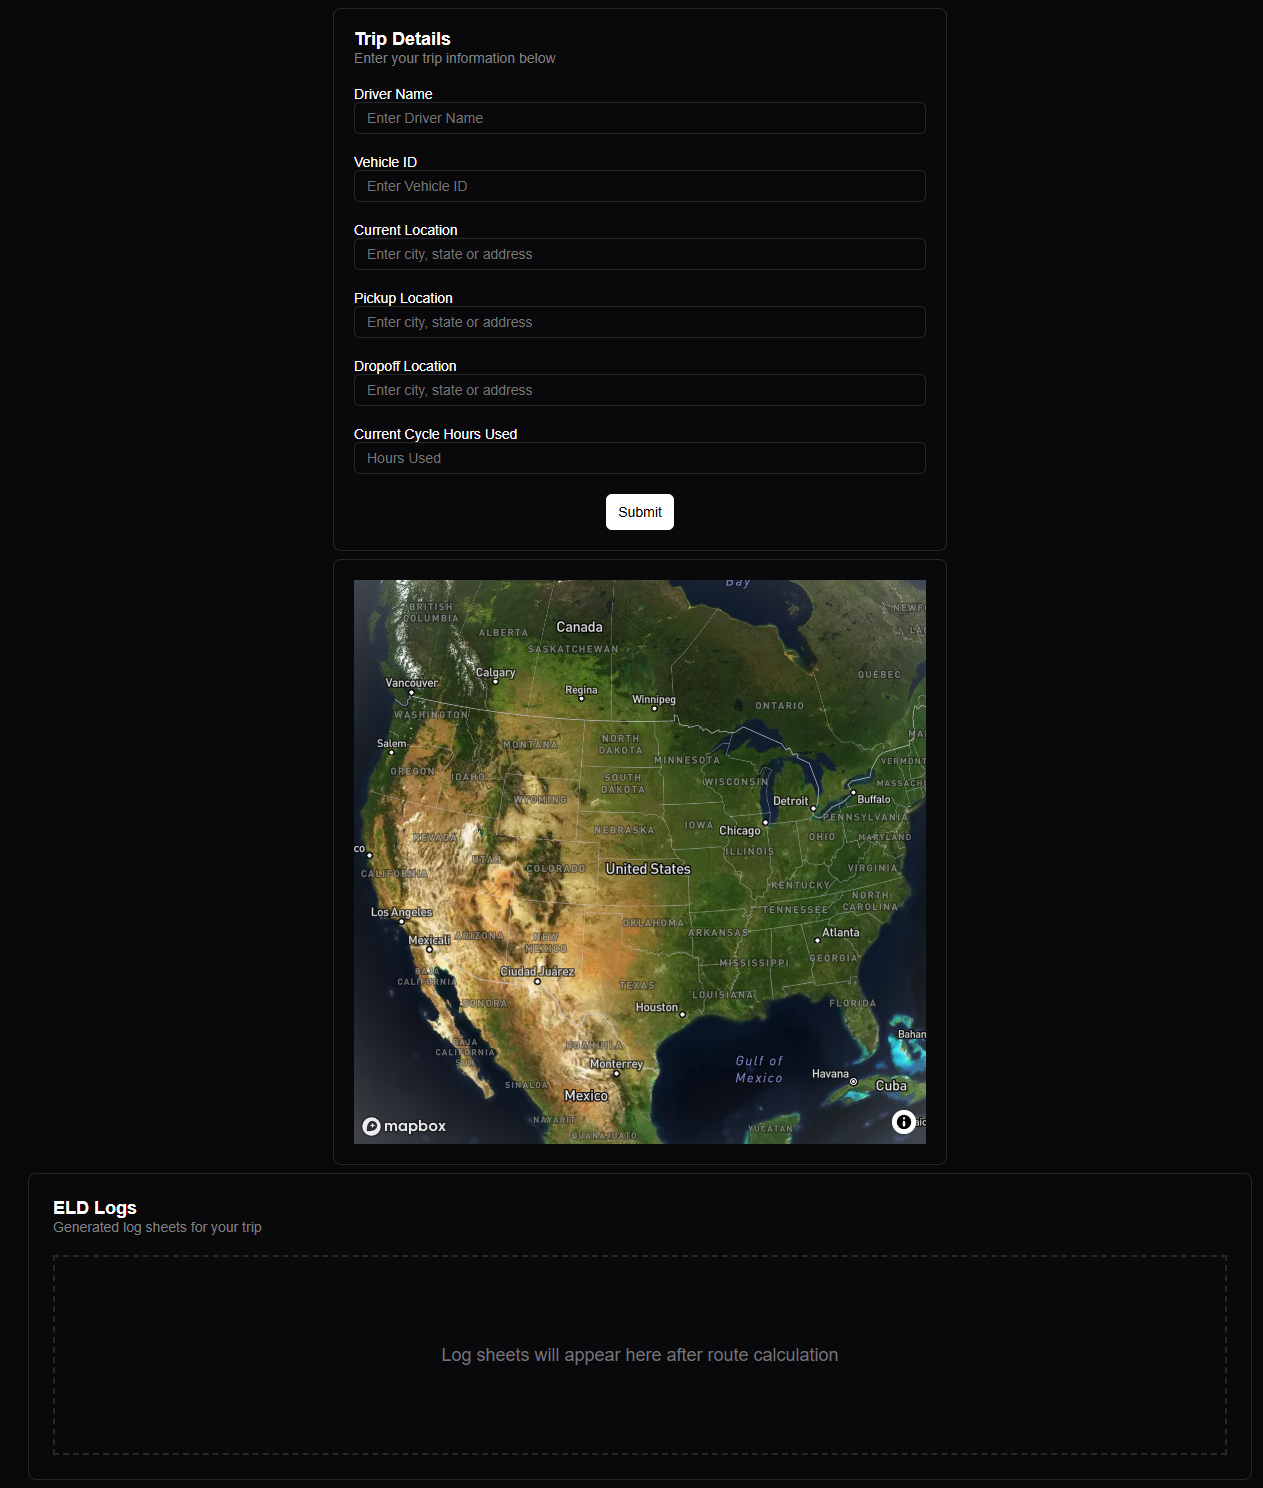 Trip Details
Enter your trip information below
Driver Name
Enter Driver Name
Vehicle ID
Enter Vehicle ID
Current Location
Enter city, state or address
Pickup Location
Enter city, state or address
Dropoff Location
Enter city, state or address
Current Cycle Hours Used
Hours Used
Submit
Bay
BRITISH
COLUMBIA
NEWF
LA
ALBERTA
Canada
SASKATCHEWAN
Calgary
QUÉBEC
Vancouver
Regina
Winnipeg
ONTARIO
WASHINGTON
MA
Salem
MONTANA
NORTH
DAKOTA
MINNESOTA
VERMONT
OREGON
IDAHO
SOUTH
DAKOTA
WISCONSIN
MASSACHU
WYOMING
Detroit
Buffalo
NEBRASKA
IOWA
Chicago
PENNSYLVANIA
NEVADA
OHIO
MARYLAND
co
ILLINOIS
UTAH
COLORADO
United States
VIRGINIA
CALIFORNIA
KENTUCKY
NORTH
CAROLINA
TENNESSEE
Los Angeles
OKLAHOMA
ARKANSAS
Atlanta
Mexicali
ARIZONA
NEW
MEXICO
GEORGIA
MISSISSIPPI
BAJA
CALIFORNIA
Ciudad Juárez
TEXAS
LOUISIANA
SONORA
Houston
FLORIDA
Baham
BAJA
CALIFORNIA
SUR
COAHUILA
Monterrey
Gulf of
Mexico
Havana
Cuba
SINALOA
Mexico
NAYARIT
mapbox
YUCATÁN
GUANAJUATO
ELD Logs
Generated log sheets for your trip
Log sheets will appear here after route calculation